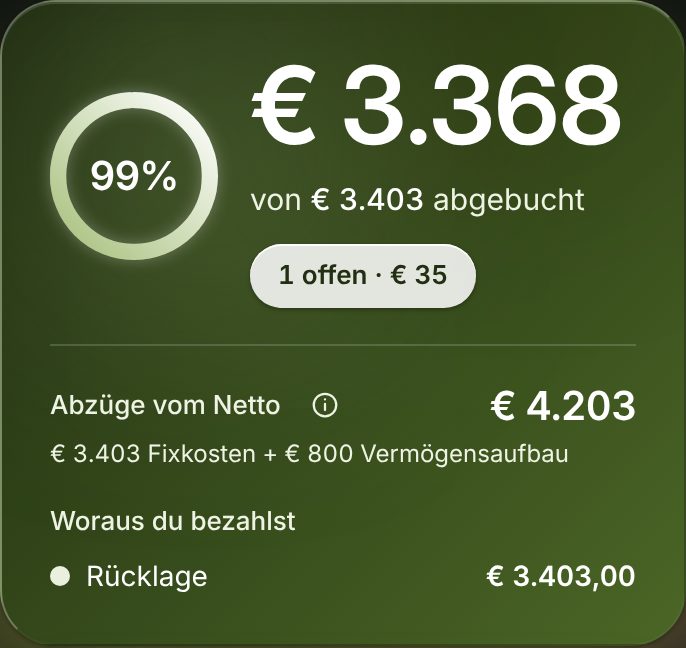 99%
€ 3.368
von € 3.403 abgebucht
1 offen · € 35
Abzüge vom Netto € 4.203
€ 3.403 Fixkosten + € 800 Vermögensaufbau
Woraus du bezahlst
Rücklage € 3.403,00